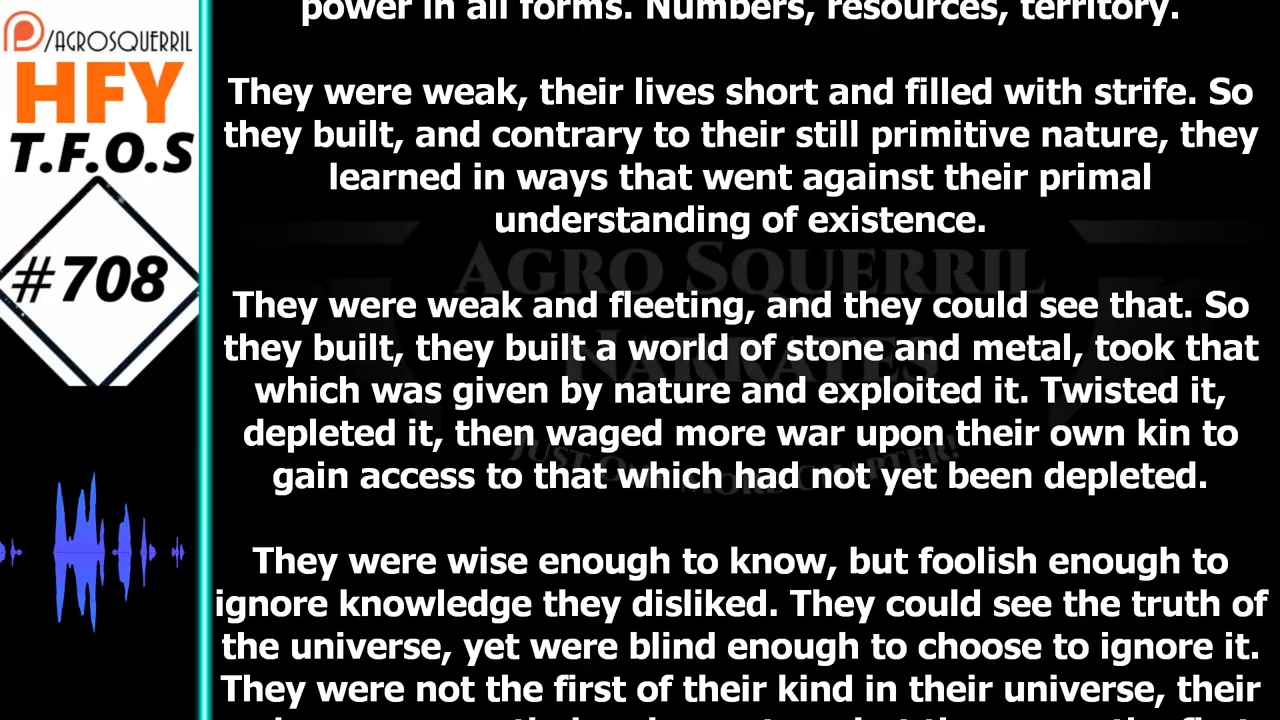 power in all forms. Numbers, resources, territory.
/AGROSQUERRIL
HFY
T.F.O.S
#708
They were weak, their lives short and filled with strife. So
they built, and contrary to their still primitive nature, they
learned in ways that went against their primal
understanding of existence.
AGRO SQUERRIL
NARRATES
JUST ONE MORE CHAPTER!
They were weak and fleeting, and they could see that. So
they built, they built a world of stone and metal, took that
which was given by nature and exploited it. Twisted it,
depleted it, then waged more war upon their own kin to
gain access to that which had not yet been depleted.
They were wise enough to know, but foolish enough to
ignore knowledge they disliked. They could see the truth of
the universe, yet were blind enough to choose to ignore it.
They were not the first of their kind in their universe, their